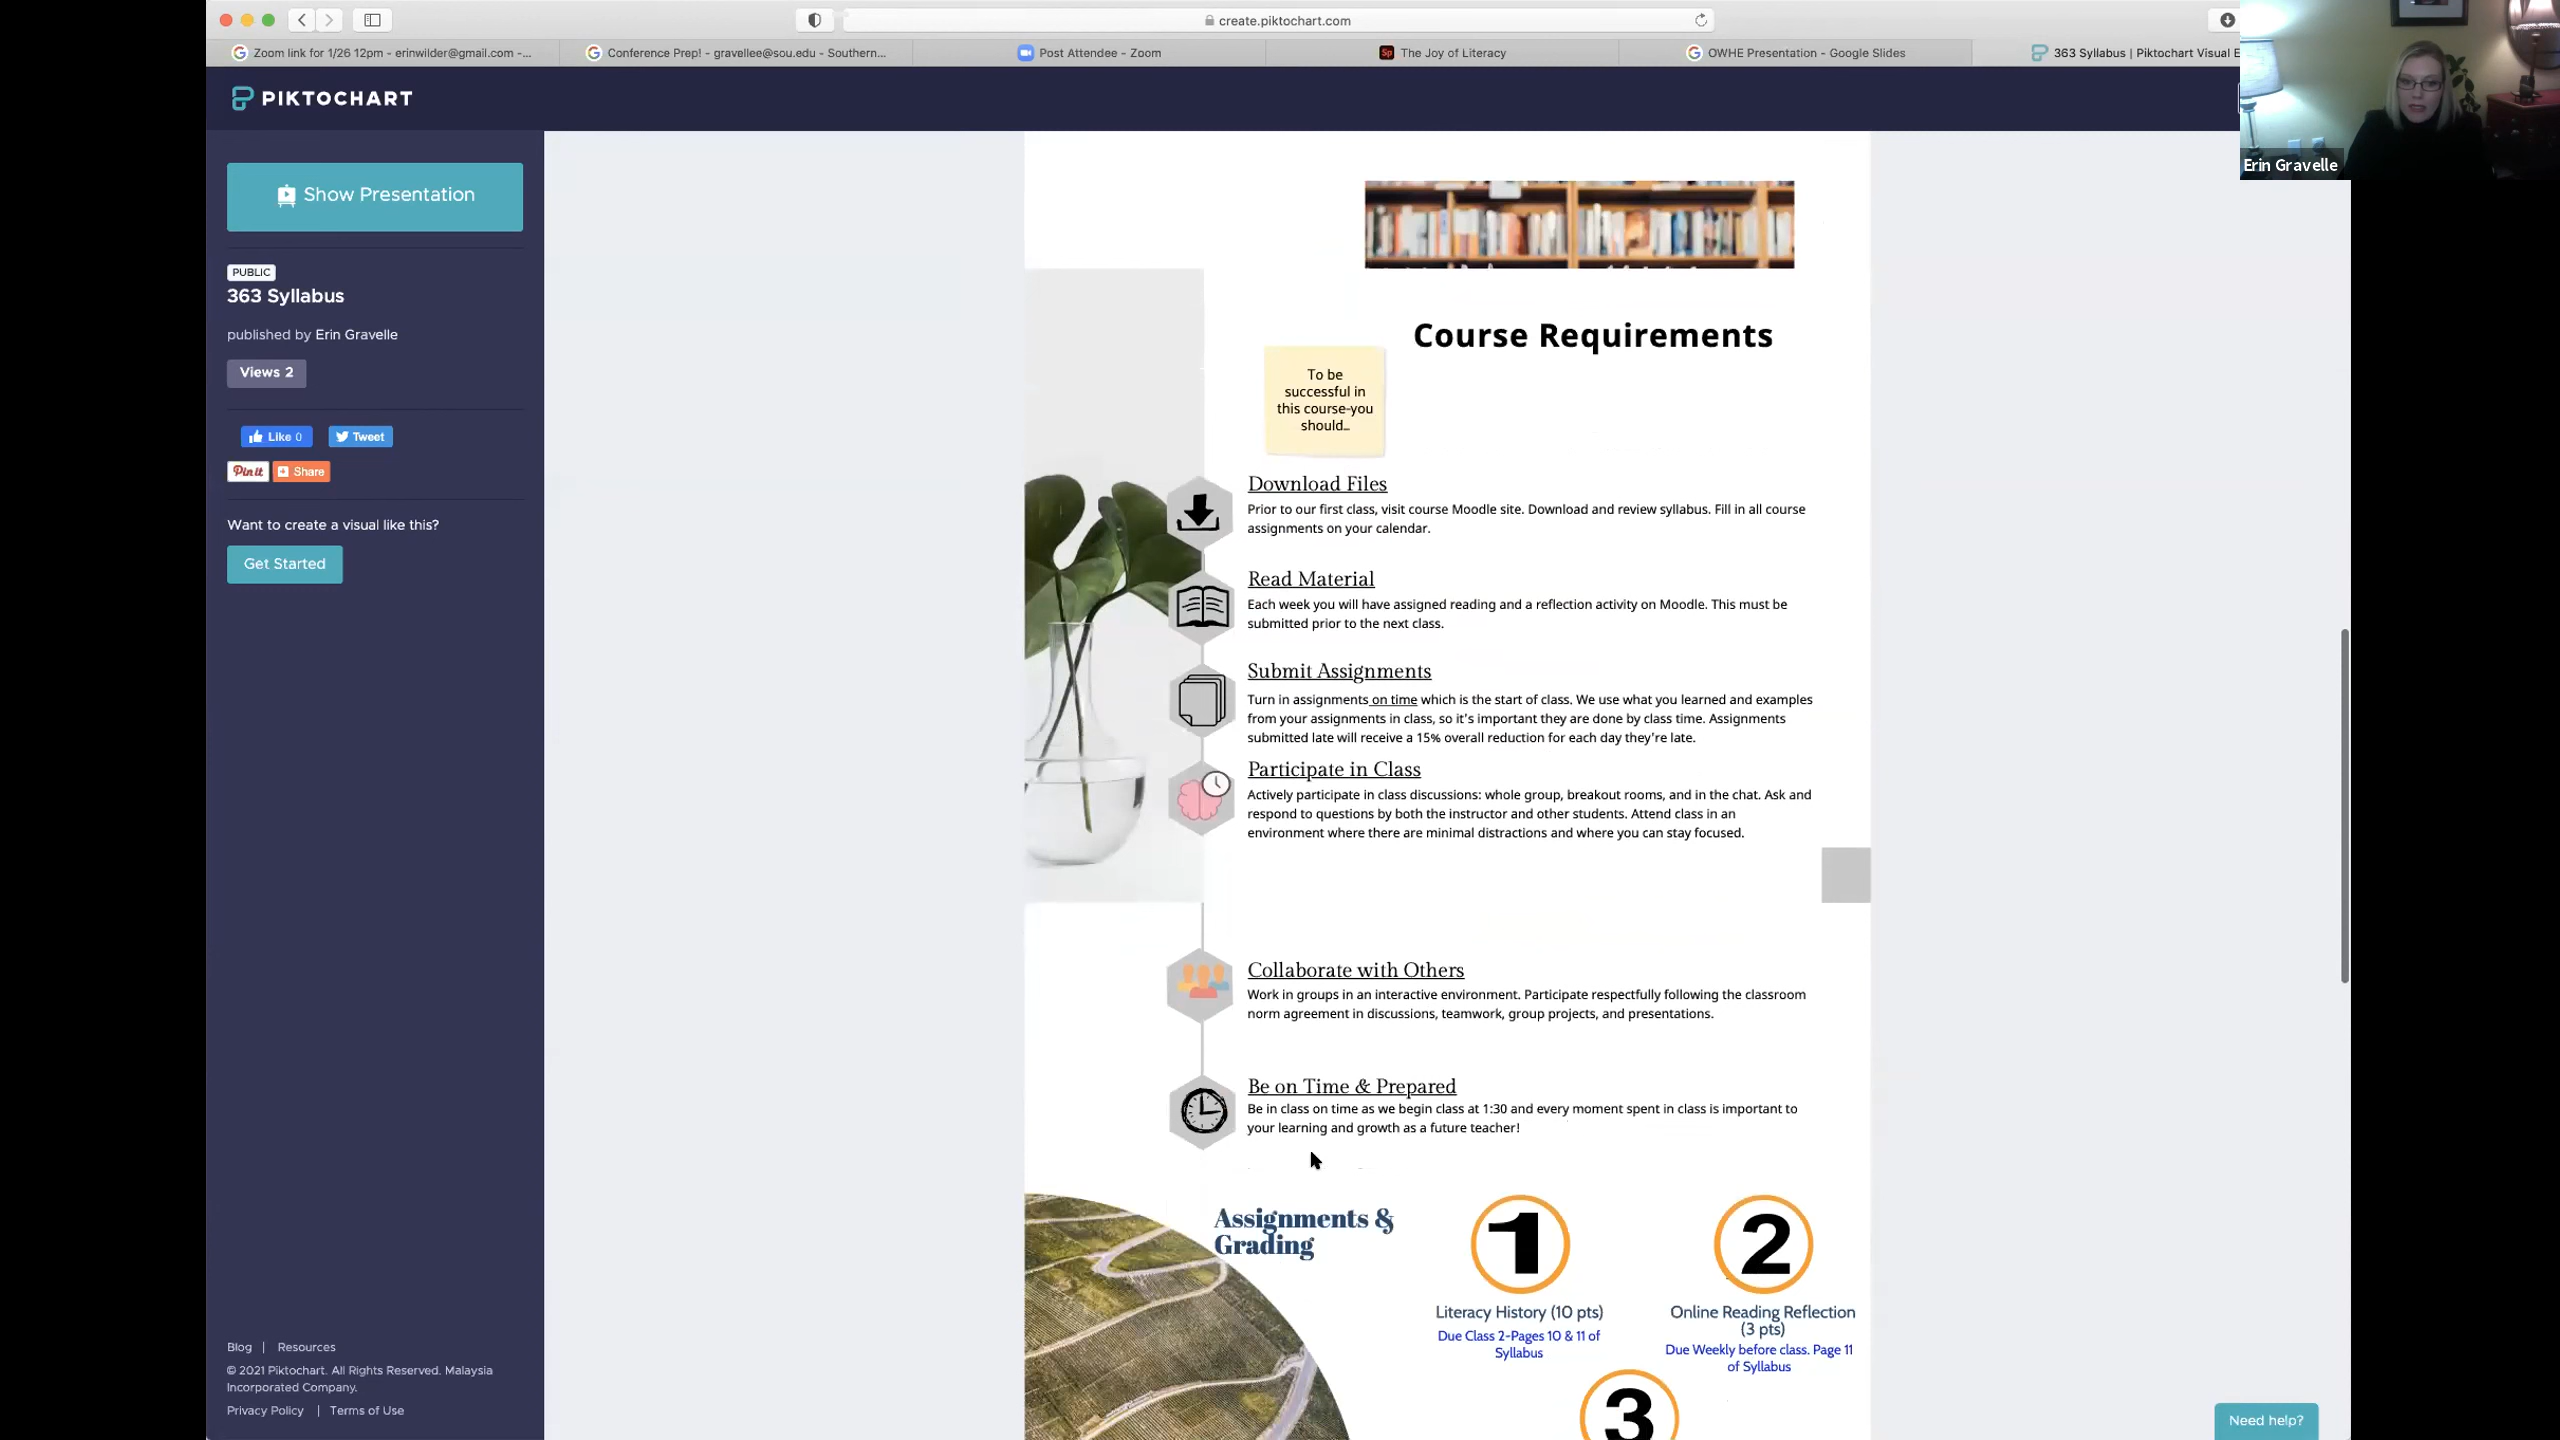 create.piktochart.com
Zoom link for 1/26 12pm - erinwilder@gmail.com -...
Conference Prep! - gravellee@sou.edu - Southern...
Post Attendee - Zoom
Sp The Joy of Literacy
OWHE Presentation - Google Slides
363 Syllabus | Piktochart Visual E
Erin Gravelle
PIKTOCHART
Show Presentation
PUBLIC
363 Syllabus
published by Erin Gravelle
Views 2
Like 0
Tweet
Pin it
Share
Want to create a visual like this?
Get Started
Blog | Resources
© 2021 Piktochart. All Rights Reserved. Malaysia
Incorporated Company.
Privacy Policy | Terms of Use
Course Requirements
To be
successful in
this course-you
should...
Download Files
Prior to our first class, visit course Moodle site. Download and review syllabus. Fill in all course
assignments on your calendar.
Read Material
Each week you will have assigned reading and a reflection activity on Moodle. This must be
submitted prior to the next class.
Submit Assignments
Turn in assignments on time which is the start of class. We use what you learned and examples
from your assignments in class, so it's important they are done by class time. Assignments
submitted late will receive a 15% overall reduction for each day they're late.
Participate in Class
Actively participate in class discussions: whole group, breakout rooms, and in the chat. Ask and
respond to questions by both the instructor and other students. Attend class in an
environment where there are minimal distractions and where you can stay focused.
Collaborate with Others
Work in groups in an interactive environment. Participate respectfully following the classroom
norm agreement in discussions, teamwork, group projects, and presentations.
Be on Time & Prepared
Be in class on time as we begin class at 1:30 and every moment spent in class is important to
your learning and growth as a future teacher!
Assignments &
Grading
1
Literacy History (10 pts)
Due Class 2-Pages 10 & 11 of
Syllabus
2
Online Reading Reflection
(3 pts)
Due Weekly before class. Page 11
of Syllabus
3
Need help?